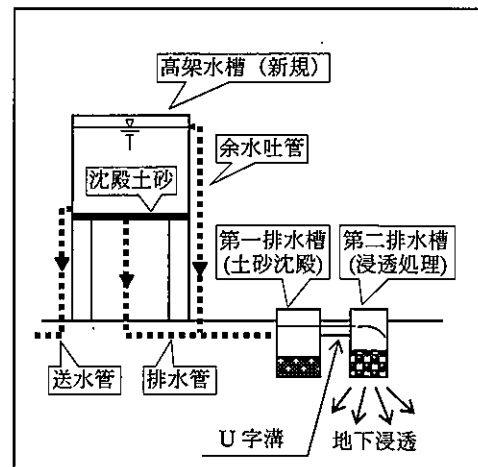 高架水槽（新規）
余水吐管
沈殿土砂
第一排水槽
(土砂沈殿)
第二排水槽
(浸透処理)
送水管
排水管
U字溝
地下浸透